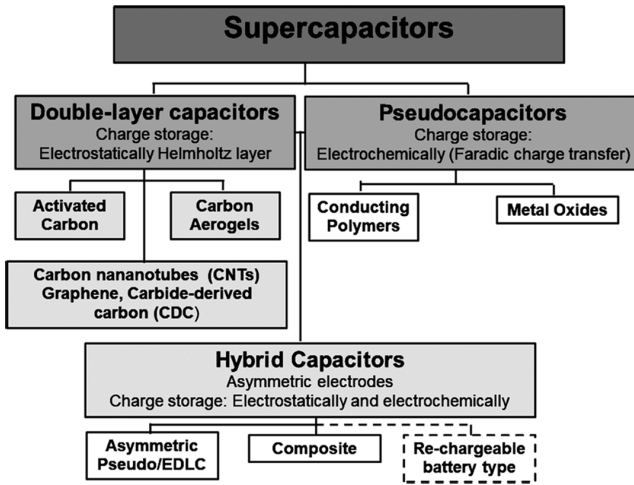 Supercapacitors
Double-layer capacitors
Charge storage:
Electrostatically Helmholtz layer
Pseudocapacitors
Charge storage:
Electrochemically (Faradic charge transfer)
Activated
Carbon
Carbon
Aerogels
Conducting
Polymers
Metal Oxides
Carbon nananotubes (CNTs)
Graphene, Carbide-derived
carbon (CDC)
Hybrid Capacitors
Asymmetric electrodes
Charge storage: Electrostatically and electrochemically
Asymmetric
Pseudo/EDLC
Composite
Re-chargeable
battery type